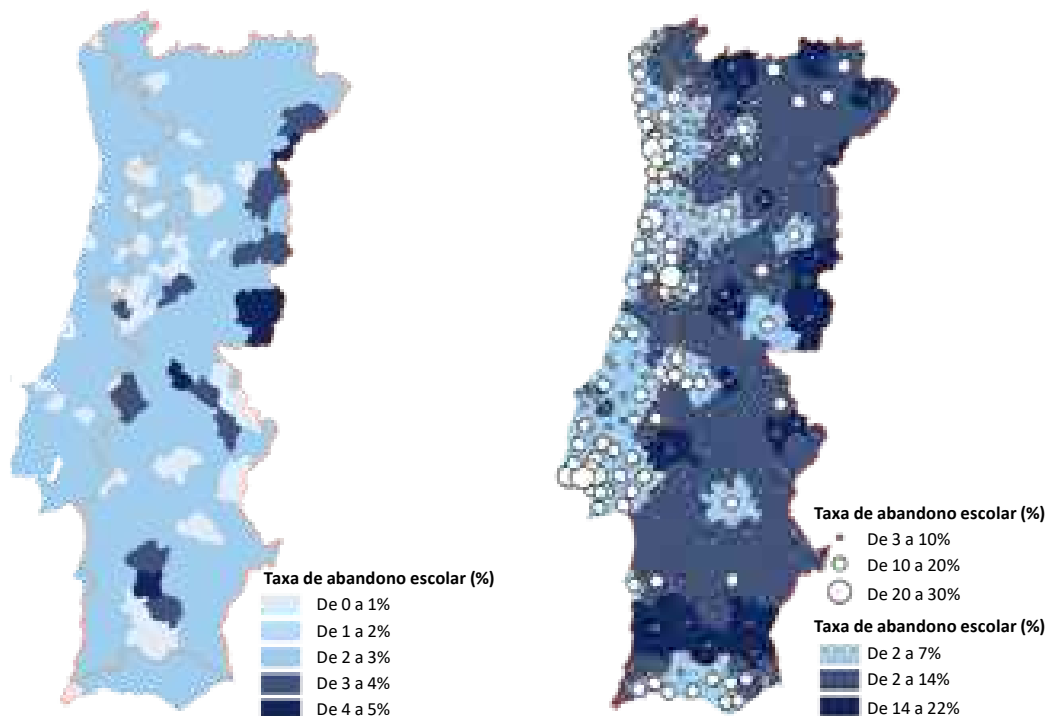 Taxa de abandono escolar (%)
De 0 a 1%
De 1 a 2%
De 2 a 3%
De 3 a 4%
De 4 a 5%
Taxa de abandono escolar (%)
De 3 a 10%
De 10 a 20%
De 20 a 30%
Taxa de abandono escolar (%)
De 2 a 7%
De 2 a 14%
De 14 a 22%